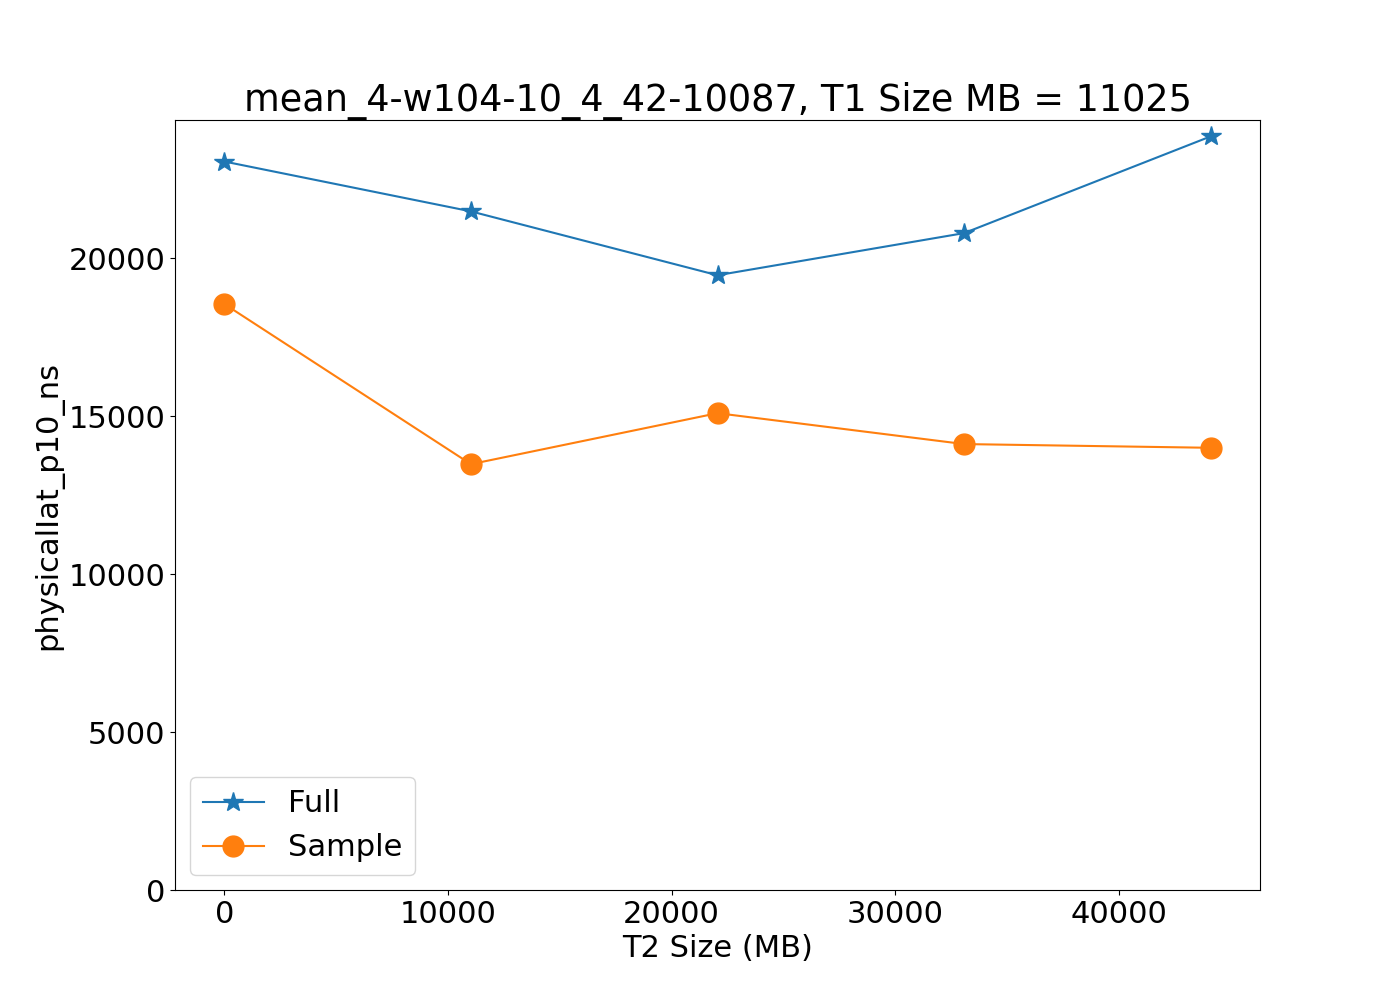 mean_4-w104-10_4_42-10087, T1 Size MB = 11025
physicallat_p10_ns
20000
15000
10000
5000
0
Full
Sample
0 10000 20000 30000 40000
T2 Size (MB)